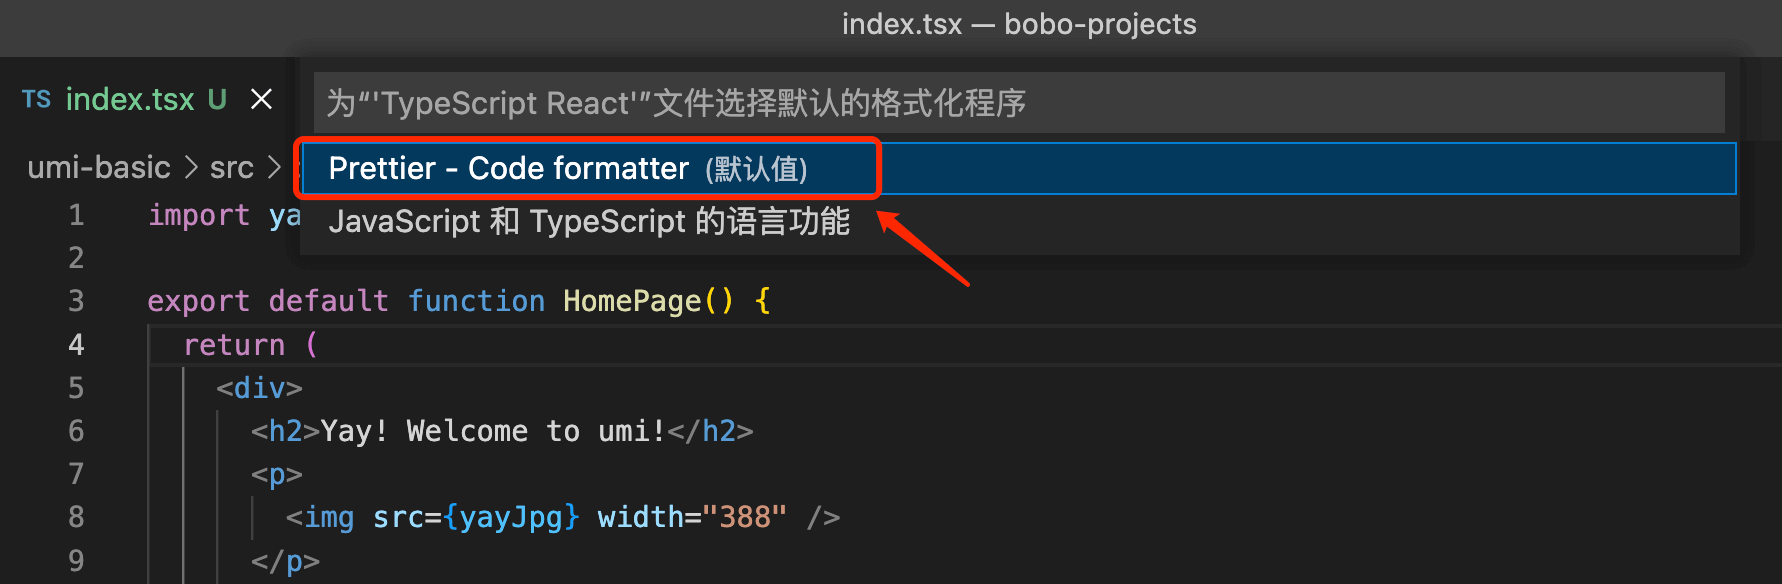 index.tsx — bobo-projects
TS index.tsx U
为“'TypeScript React'”文件选择默认的格式化程序
umi-basic > src >
Prettier - Code formatter (默认值)
JavaScript 和 TypeScript 的语言功能
1 import ya
2
3 export default function HomePage() {
4 return (
5 <div>
6 <h2>Yay! Welcome to umi!</h2>
7 <p>
8 <img src={yayJpg} width="388" />
9 </p>